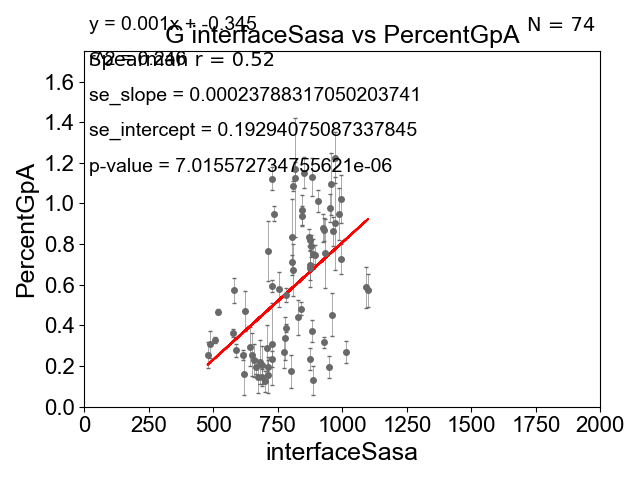 y = 0.001x + -0.345
N = 74
G interfaceSasa vs PercentGpA
Spearman r = 0.52
se_slope = 0.00023788317050203741
se_intercept = 0.19294075087337845
p-value = 7.015572734755621e-06
PercentGpA
1.6
1.4
1.2
1.0
0.8
0.6
0.4
0.2
0.0
0 250 500 750 1000 1250 1500 1750 2000
interfaceSasa